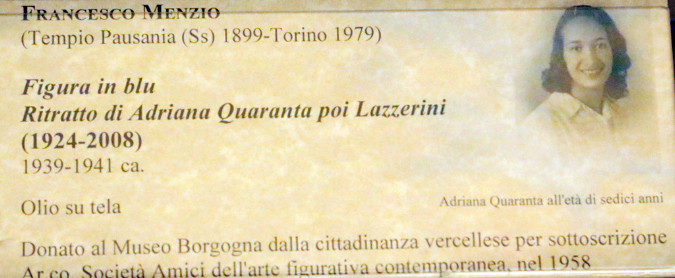 FRANCESCO MENZIO
(Tempio Pausania (Ss) 1899-Torino 1979)
Figura in blu
Ritratto di Adriana Quaranta poi Lazzerini
(1924-2008)
1939-1941 ca.
Olio su tela
Adriana Quaranta all'età di sedici anni
Donato al Museo Borgogna dalla cittadinanza vercellese per sottoscrizione
Ar.co. Società Amici dell'arte figurativa contemporanea, nel 1958